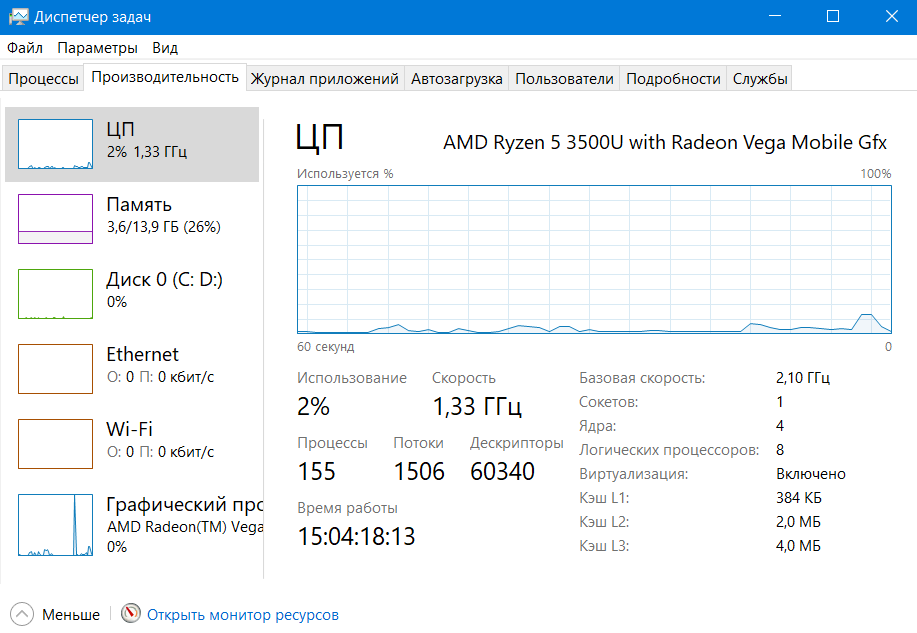 Диспетчер задач
Файл Параметры Вид
Процессы Производительность Журнал приложений Автозагрузка Пользователи Подробности Службы
ЦП
2% 1,33 ГГц
Память
3,6/13,9 ГБ (26%)
Диск 0 (C: D:)
0%
Ethernet
О: 0 П: 0 кбит/с
Wi-Fi
О: 0 П: 0 кбит/с
Графический про
AMD Radeon(TM) Vega
0%
ЦП AMD Ryzen 5 3500U with Radeon Vega Mobile Gfx
Используется % 100%
60 секунд 0
Использование Скорость
2% 1,33 ГГц
Процессы Потоки Дескрипторы
155 1506 60340
Время работы
15:04:18:13
Базовая скорость: 2,10 ГГц
Сокетов: 1
Ядра: 4
Логических процессоров: 8
Виртуализация: Включено
Кэш L1: 384 КБ
Кэш L2: 2,0 МБ
Кэш L3: 4,0 МБ
Меньше Открыть монитор ресурсов